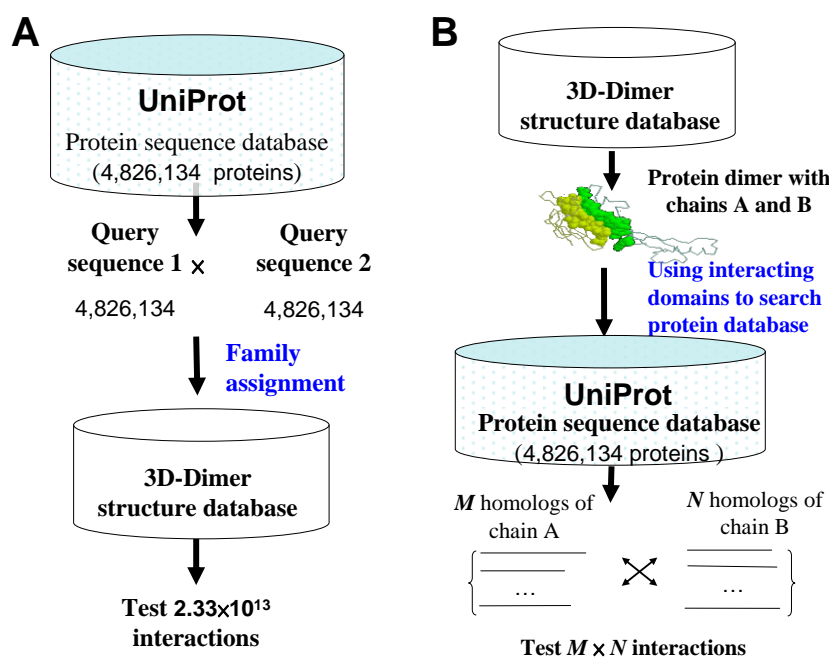 A
UniProt
Protein sequence database
(4,826,134 proteins)
Query
sequence 1
×
Query
sequence 2
4,826,134
4,826,134
Family
assignment
3D-Dimer
structure database
Test 2.33×10¹³
interactions
B
3D-Dimer
structure database
Protein dimer with
chains A and B
Using interacting
domains to search
protein database
UniProt
Protein sequence database
(4,826,134 proteins )
M homologs of
chain A
N homologs of
chain B
...
...
Test M × N interactions